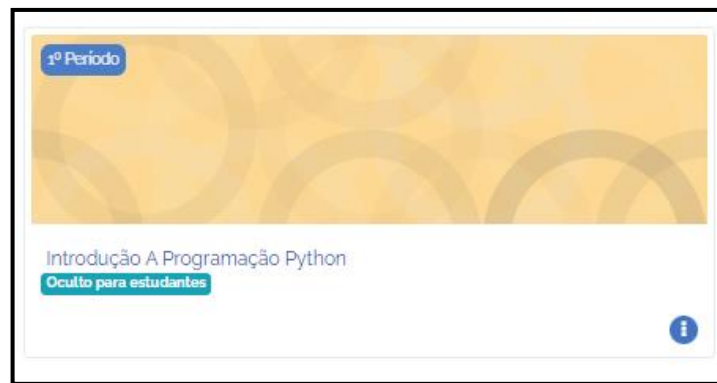 1º Período
Introdução A Programação Python
Oculto para estudantes